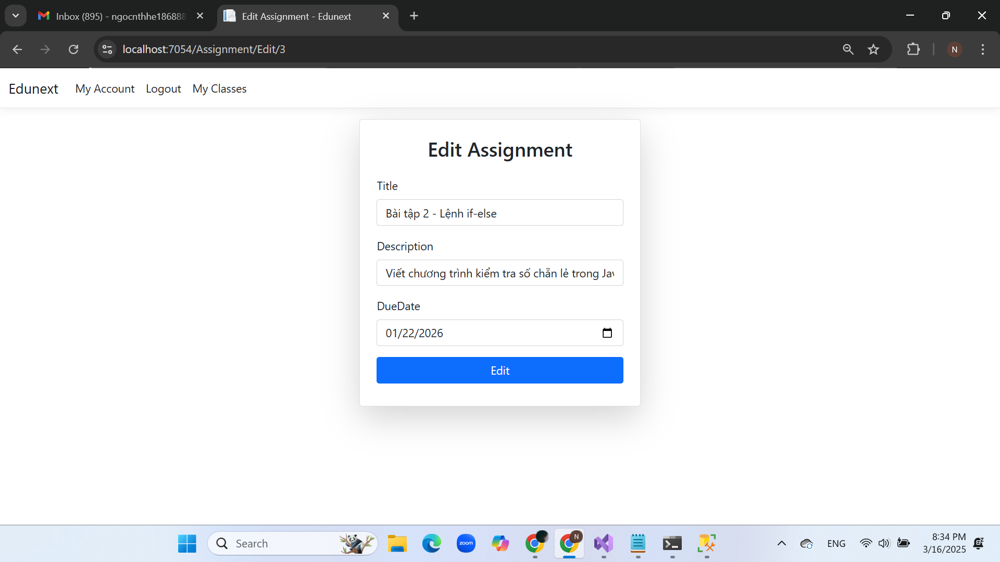 Inbox (895) - ngocnthhe186888
Edit Assignment - Edunext
localhost:7054/Assignment/Edit/3
N
Edunext
My Account
Logout
My Classes
Edit Assignment
Title
Bài tập 2 - Lệnh if-else
Description
Viết chương trình kiểm tra số chẵn lẻ trong Jav
DueDate
01/22/2026
Edit
Search
zoom
N
ENG
8:34 PM
3/16/2025